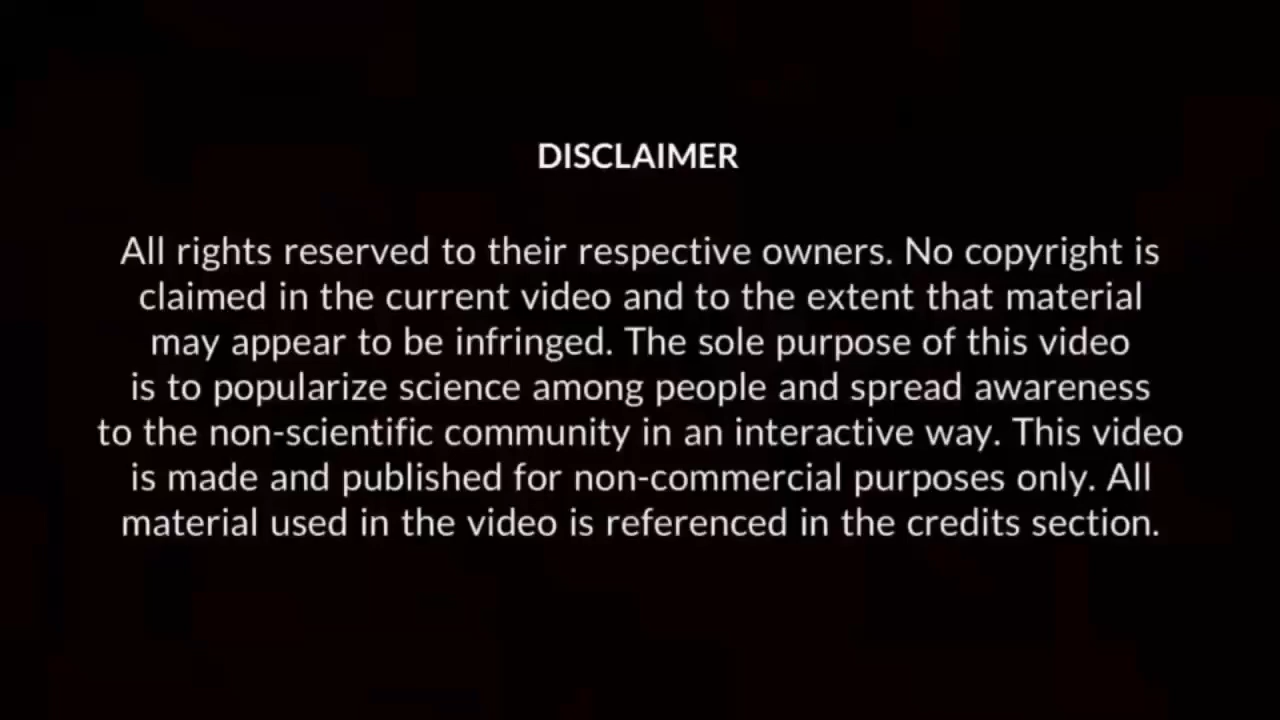 DISCLAIMER
All rights reserved to their respective owners. No copyright is
claimed in the current video and to the extent that material
may appear to be infringed. The sole purpose of this video
is to popularize science among people and spread awareness
to the non-scientific community in an interactive way. This video
is made and published for non-commercial purposes only. All
material used in the video is referenced in the credits section.